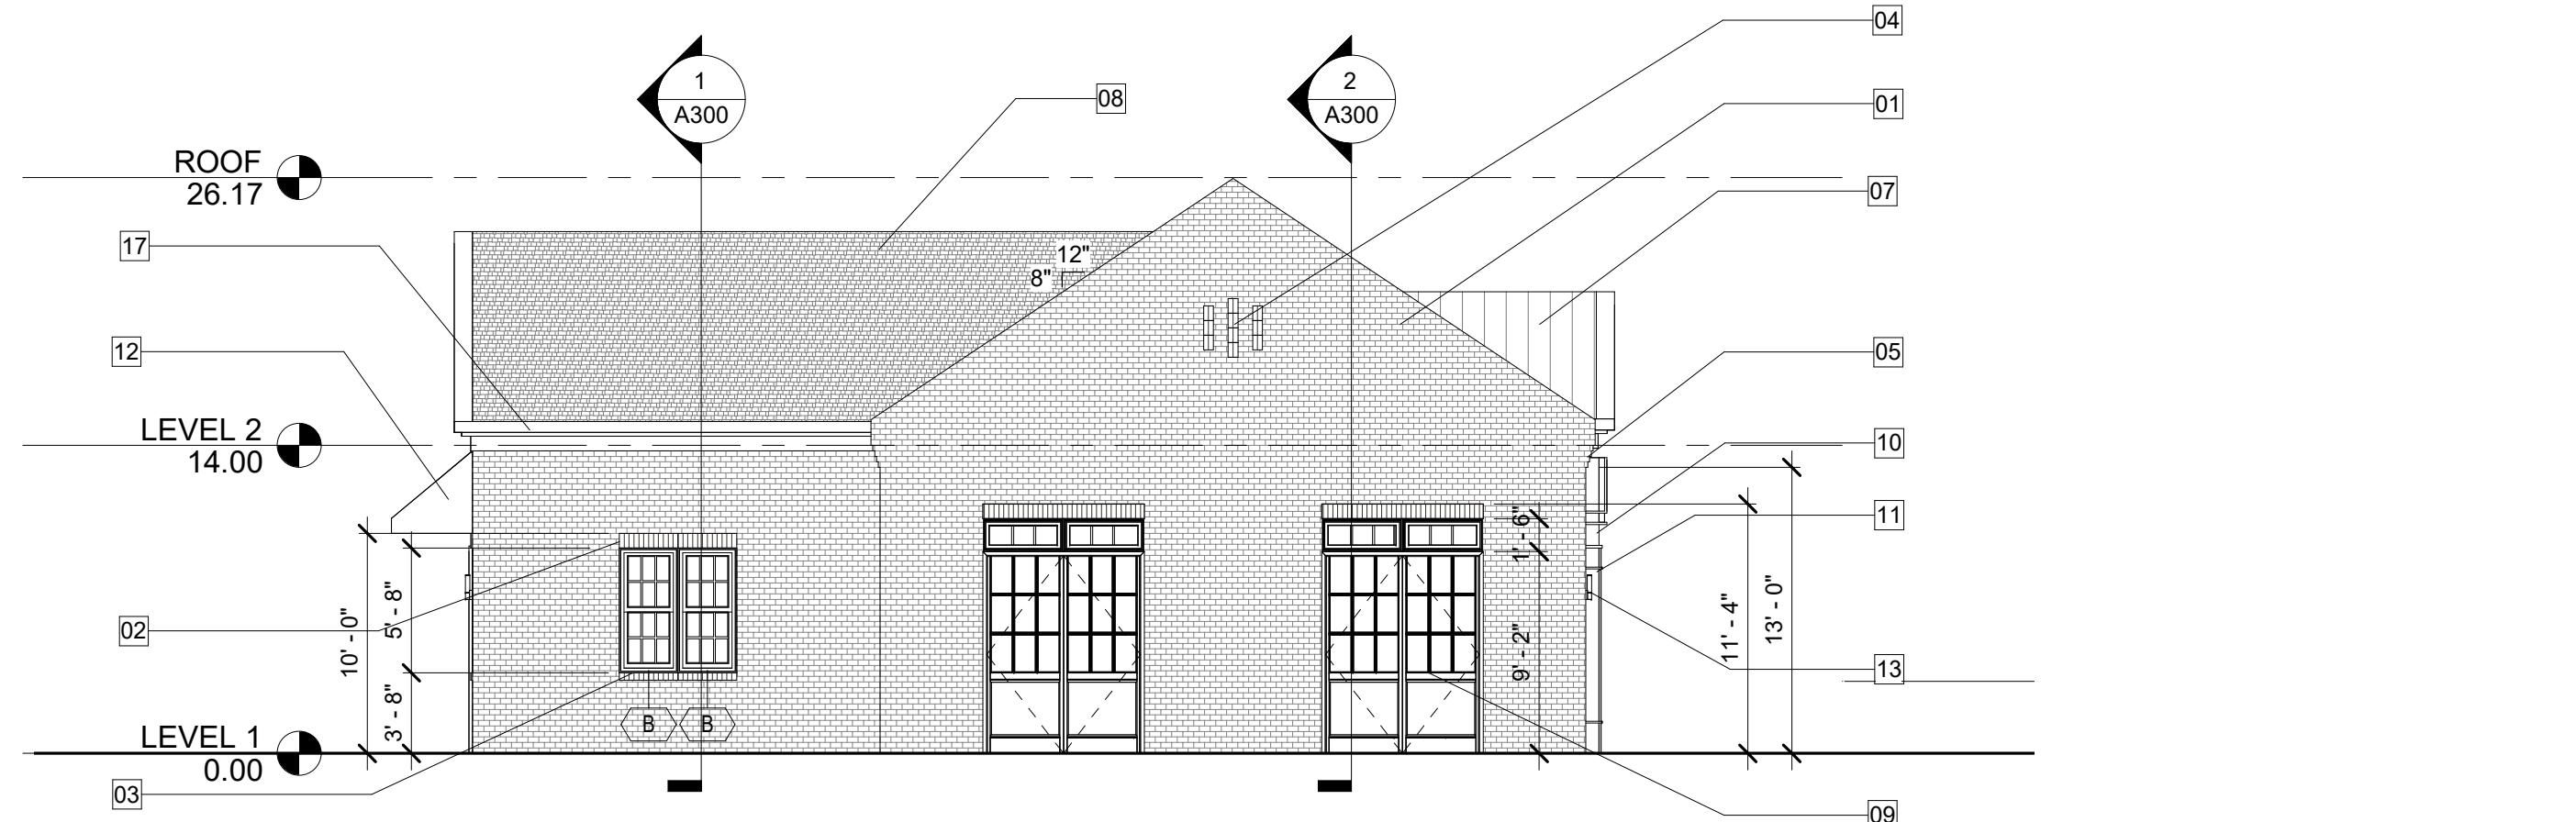 04
1
A300
2
A300
08
01
ROOF
26.17
07
17
12"
8"
12
05
LEVEL 2
14.00
10
11
1' - 6"
02
10' - 0"
5' - 8"
9' - 2"
11' - 4"
13' - 0"
13
3' - 8"
B
B
LEVEL 1
0.00
03
09